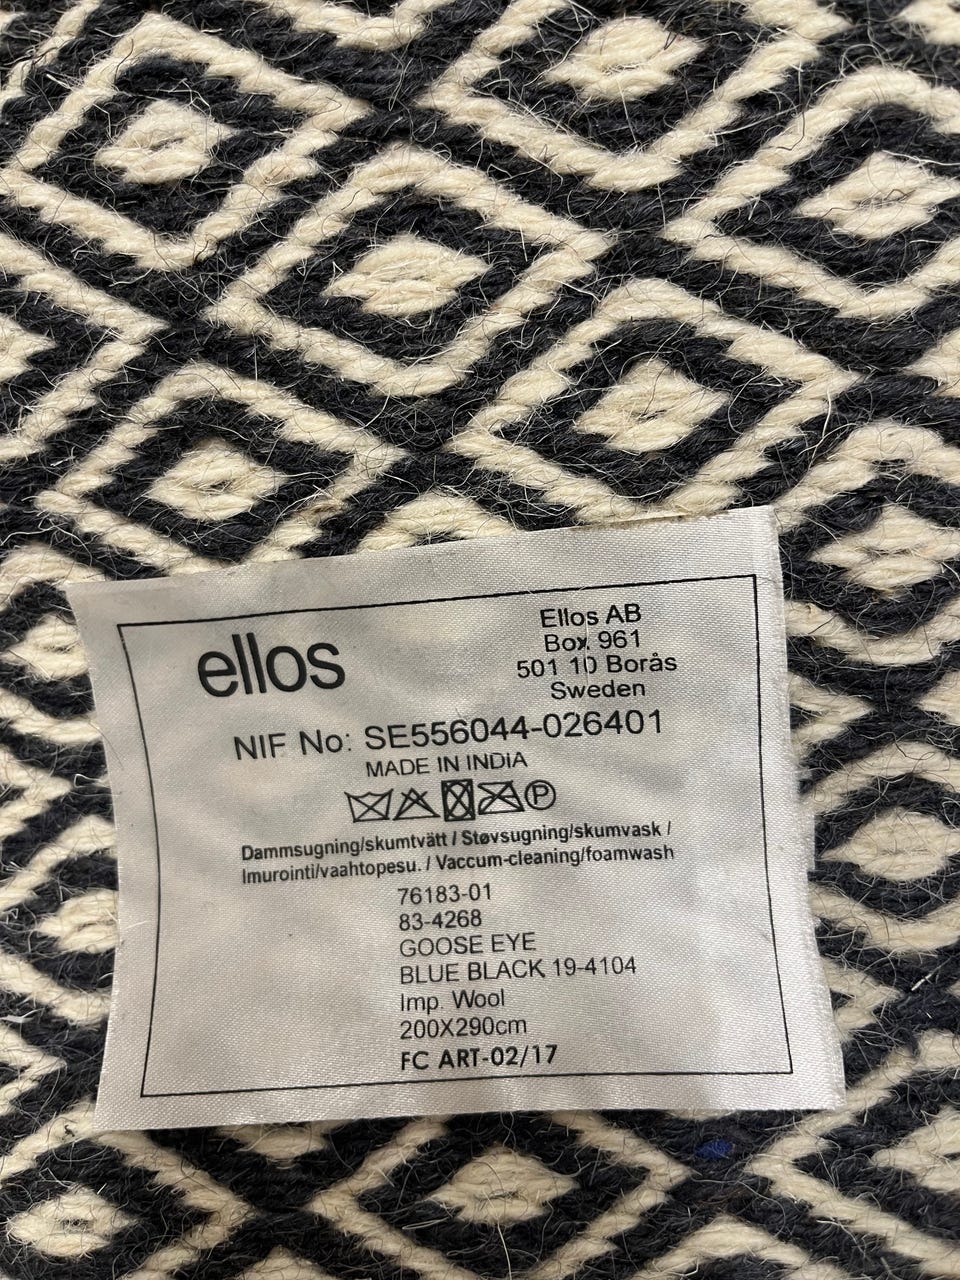 ellos
Ellos AB
Box 961
501 10 Borås
Sweden
NIF No: SE556044-026401
MADE IN INDIA
Dammsugning/skumtvätt / Støvsugning/skumvask /
Imurointi/vaahtopesu. / Vaccum-cleaning/foamwash
76183-01
83-4268
GOOSE EYE
BLUE BLACK 19-4104
Imp. Wool
200X290cm
FC ART-02/17